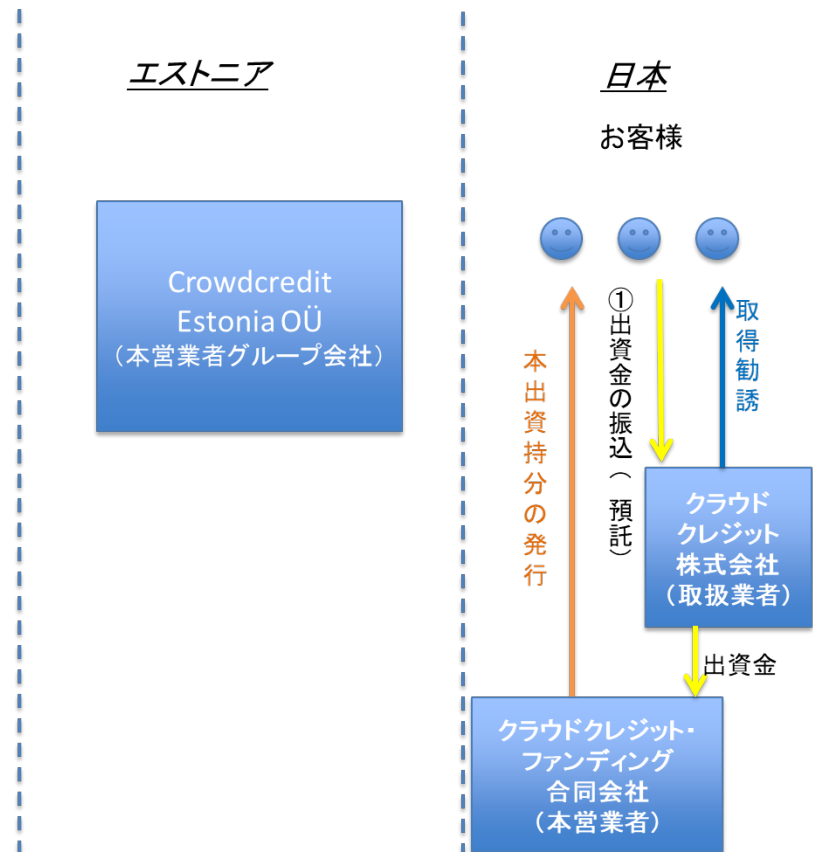 エストニア
日本
お客様
Crowdcredit
Estonia OÜ
(本営業者グループ会社)
本出資持分の発行
①出資金の振込(預託)
取得勧誘
クラウド
クレジット
株式会社
(取扱業者)
出資金
クラウドクレジット・
ファンディング
合同会社
(本営業者)